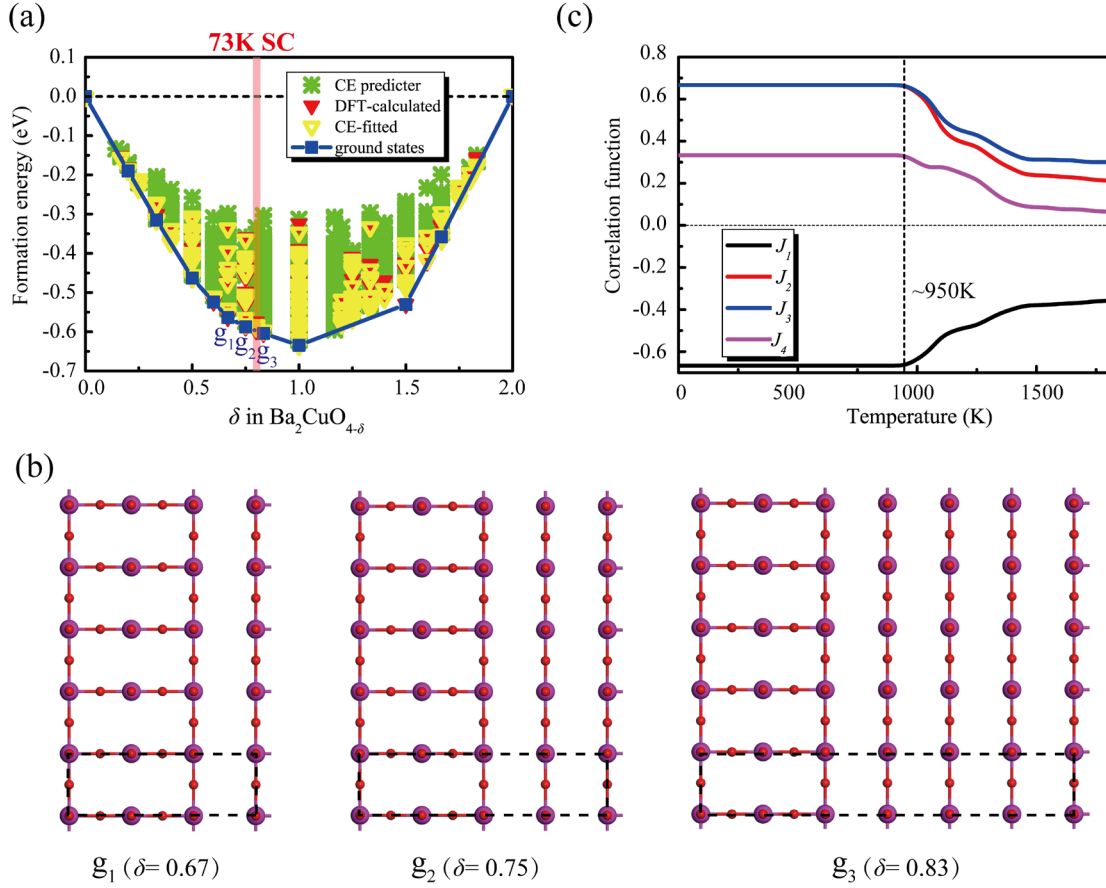 (a)
73K SC
0.1
0.0
-0.1
-0.2
-0.3
-0.4
-0.5
-0.6
-0.7
Formation energy (eV)
CE predicter
DFT-calculated
CE-fitted
ground states
g₁
g₂
g₃
0.0 0.5 1.0 1.5 2.0
δ in Ba₂CuO₄₋δ
(c)
0.8
0.6
0.4
0.2
0.0
-0.2
-0.4
-0.6
Correlation function
J₁
J₂
J₃
J₄
~950K
0 500 1000 1500
Temperature (K)
(b)
g₁ (δ= 0.67)
g₂ (δ= 0.75)
g₃ (δ= 0.83)